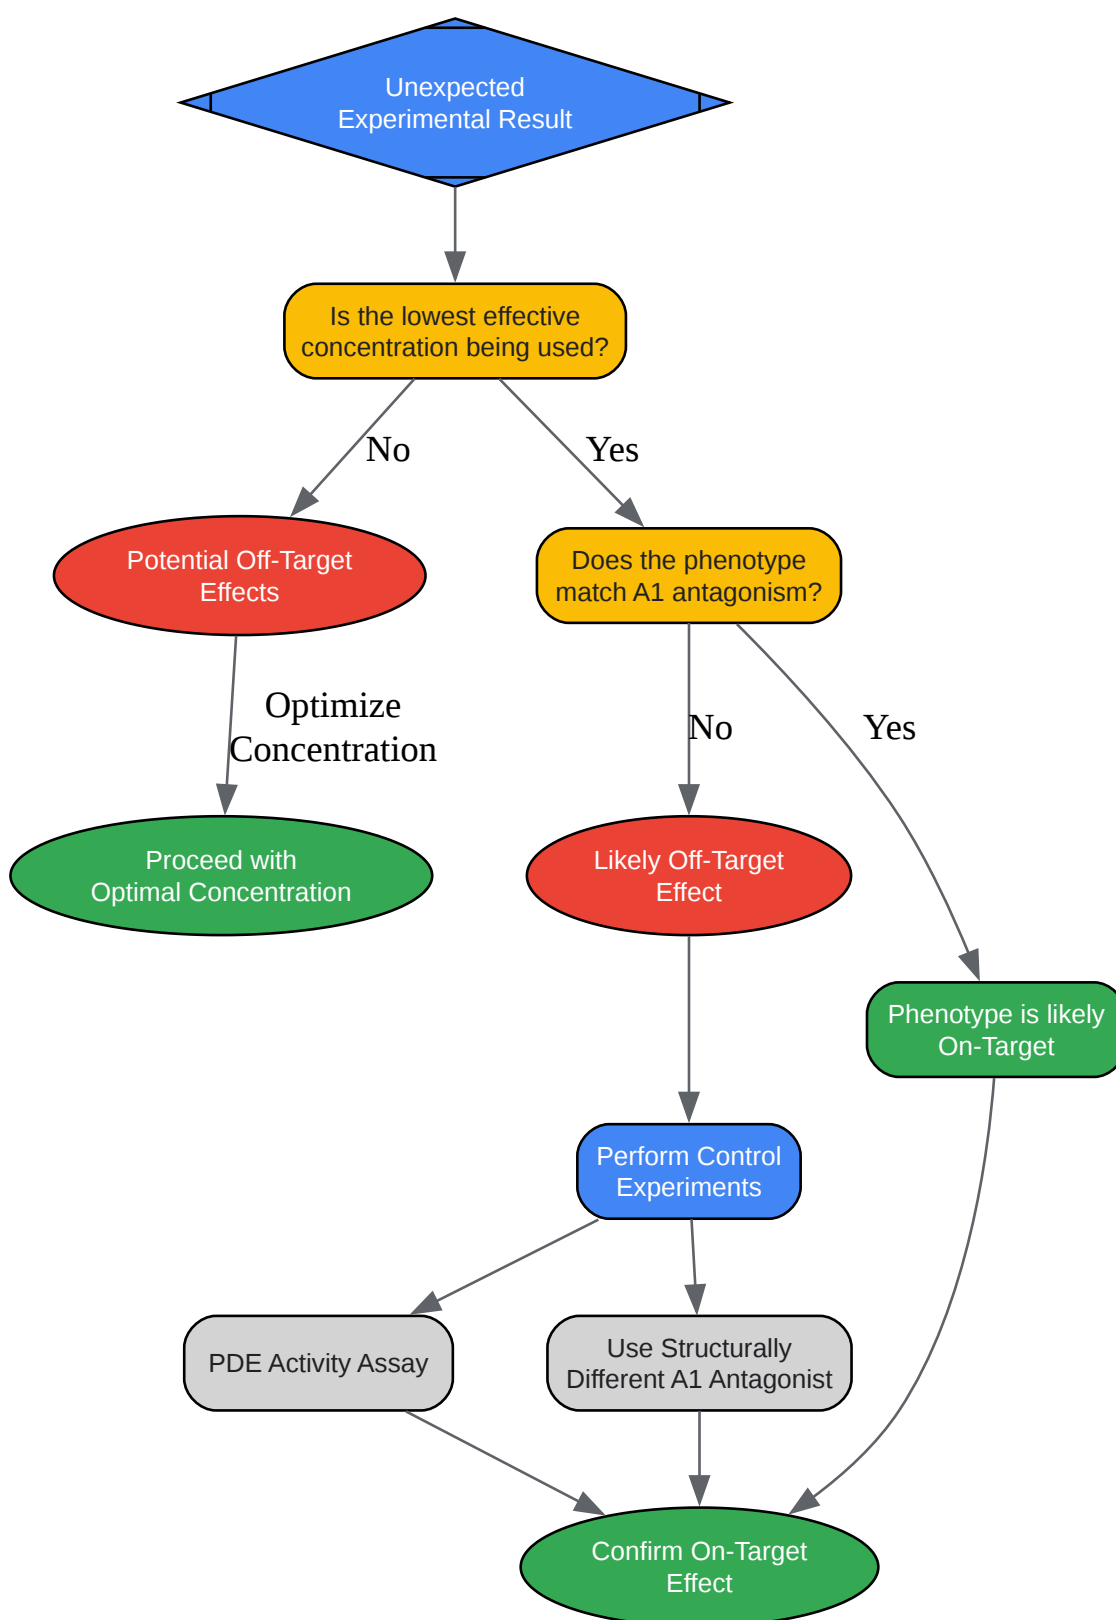 Unexpected
Experimental Result
Is the lowest effective
concentration being used?
No
Yes
Potential Off-Target
Effects
Does the phenotype
match A1 antagonism?
Optimize
Concentration
No
Yes
Proceed with
Optimal Concentration
Likely Off-Target
Effect
Phenotype is likely
On-Target
Perform Control
Experiments
PDE Activity Assay
Use Structurally
Different A1 Antagonist
Confirm On-Target
Effect